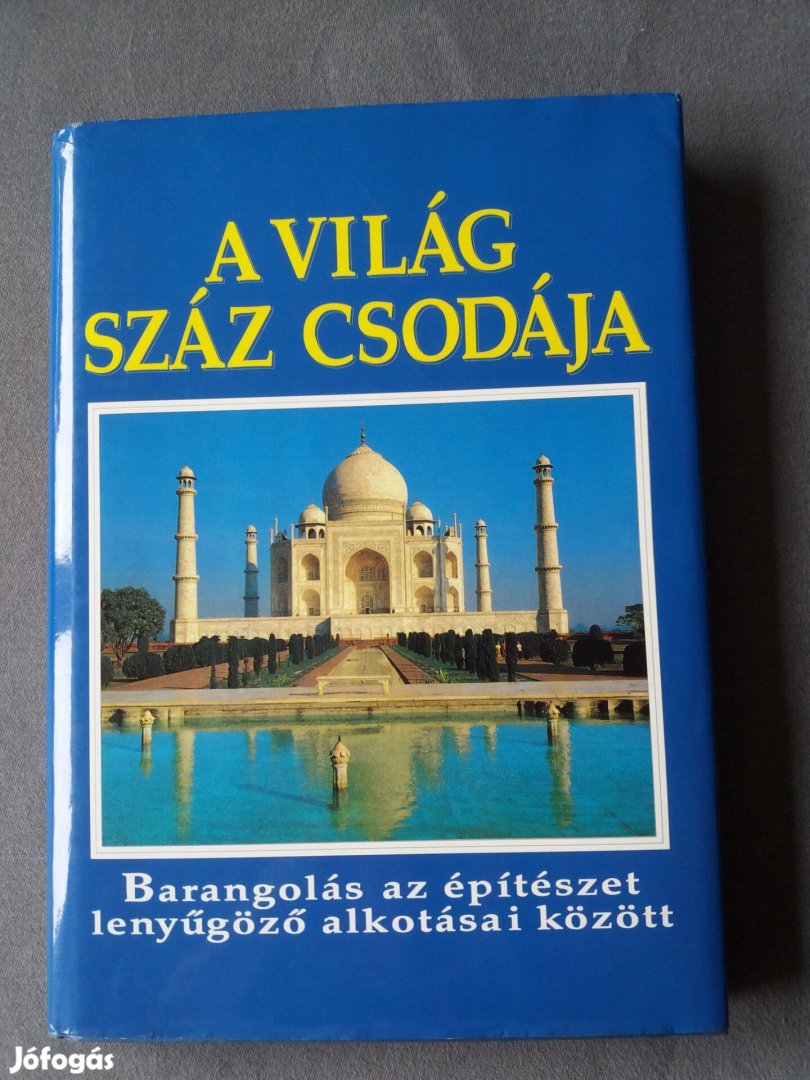 A VILÁG
SZÁZ CSODÁJA
Barangolás az építészet
lenyűgöző alkotásai között
Jófogás